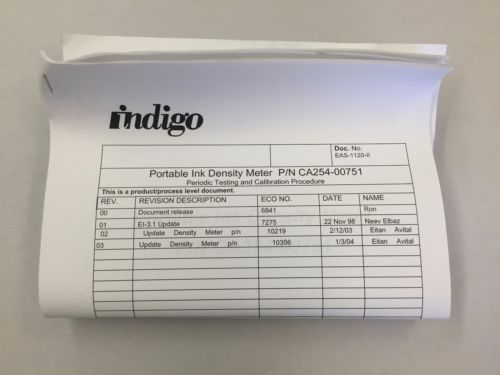 indigo
Doc. No.
EAS-1120-II
Portable Ink Density Meter P/N CA254-00751
Periodic Testing and Calibration Procedure
This is a product/process level document.
REV. REVISION DESCRIPTION ECO NO. DATE NAME
00 Document release 6841 Ron
01 EI-3.1 Update 7275 22 Nov 98 Neev Elbaz
02 Update Density Meter p/n 10219 2/12/03 Eitan Avital
03 Update Density Meter p/n 10356 1/3/04 Eitan Avital